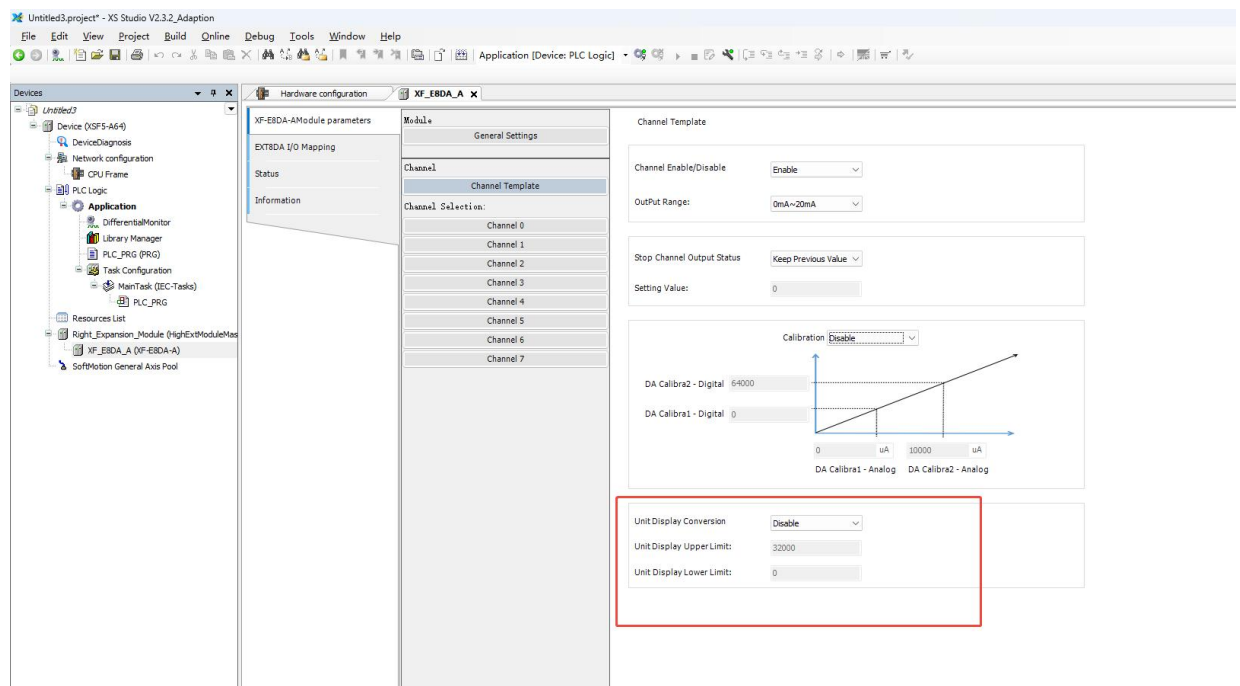 Untitled3.project* - XS Studio V2.3.2_Adaption
File Edit View Project Build Online Debug Tools Window Help
Application [Device: PLC Logic]
Devices
Untitled3
Device (XSF5-A64)
DeviceDiagnosis
Network configuration
CPU Frame
PLC Logic
Application
DifferentialMonitor
Library Manager
PLC_PRG (PRG)
Task Configuration
MainTask (IEC-Tasks)
PLC_PRG
Resources List
Right_Expansion_Module (HighExtModuleMas
XF_E8DA_A (XF-E8DA-A)
SoftMotion General Axis Pool
Hardware configuration
XF_E8DA_A
XF-E8DA-AModule parameters
EXT8DA I/O Mapping
Status
Information
Module
General Settings
Channel
Channel Template
Channel Selection:
Channel 0
Channel 1
Channel 2
Channel 3
Channel 4
Channel 5
Channel 6
Channel 7
Channel Template
Channel Enable/Disable Enable
OutPut Range: 0mA~20mA
Stop Channel Output Status Keep Previous Value
Setting Value: 0
Calibration Disable
DA Calibra2 - Digital 64000
DA Calibra1 - Digital 0
0 uA 10000 uA
DA Calibra1 - Analog DA Calibra2 - Analog
Unit Display Conversion Disable
Unit Display Upper Limit: 32000
Unit Display Lower Limit: 0